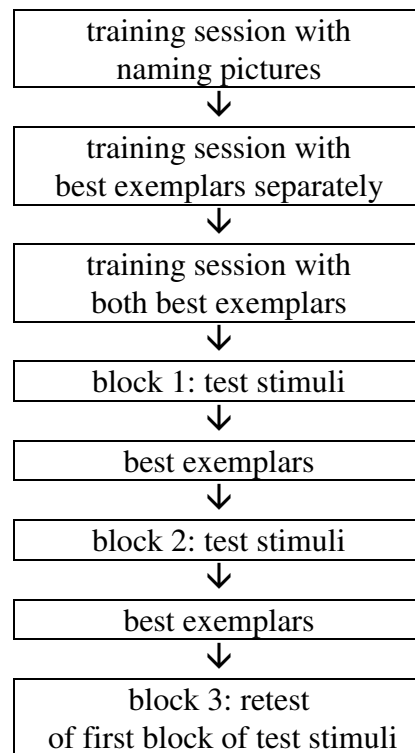 training session with
naming pictures
training session with
best exemplars separately
training session with
both best exemplars
block 1: test stimuli
best exemplars
block 2: test stimuli
best exemplars
block 3: retest
of first block of test stimuli